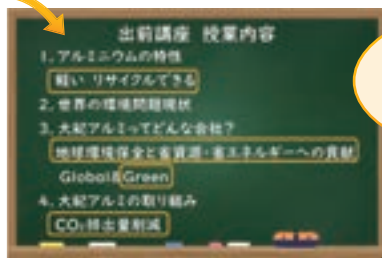 出前講座 授業内容
1. アルミニウムの特性
軽い リサイクルできる
2. 世界の環境問題現状
3. 大紀アルミってどんな会社?
地球環境保全と省資源・省エネルギーへの貢献
Global&Green
4. 大紀アルミの取り組み
CO₂排出量削減